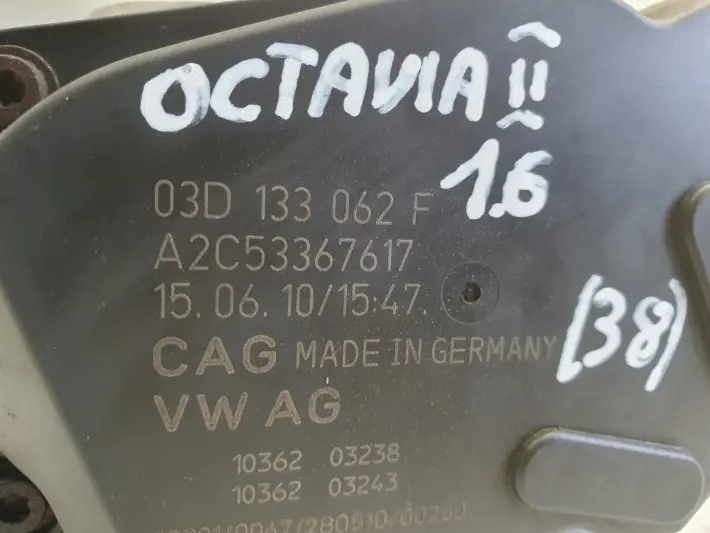 OCTAVIA II
1.6
03D 133 062 F
A2C53367617
15.06.10/15:47.
CAG MADE IN GERMANY
(38)
VW AG
10362 03238
10362 03243